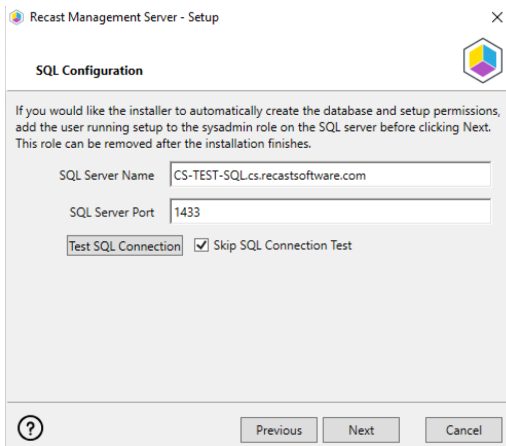 Recast Management Server - Setup
SQL Configuration
If you would like the installer to automatically create the database and setup permissions,
add the user running setup to the sysadmin role on the SQL server before clicking Next.
This role can be removed after the installation finishes.
SQL Server Name CS-TEST-SQL.cs.recastsoftware.com
SQL Server Port 1433
Test SQL Connection Skip SQL Connection Test
? Previous Next Cancel